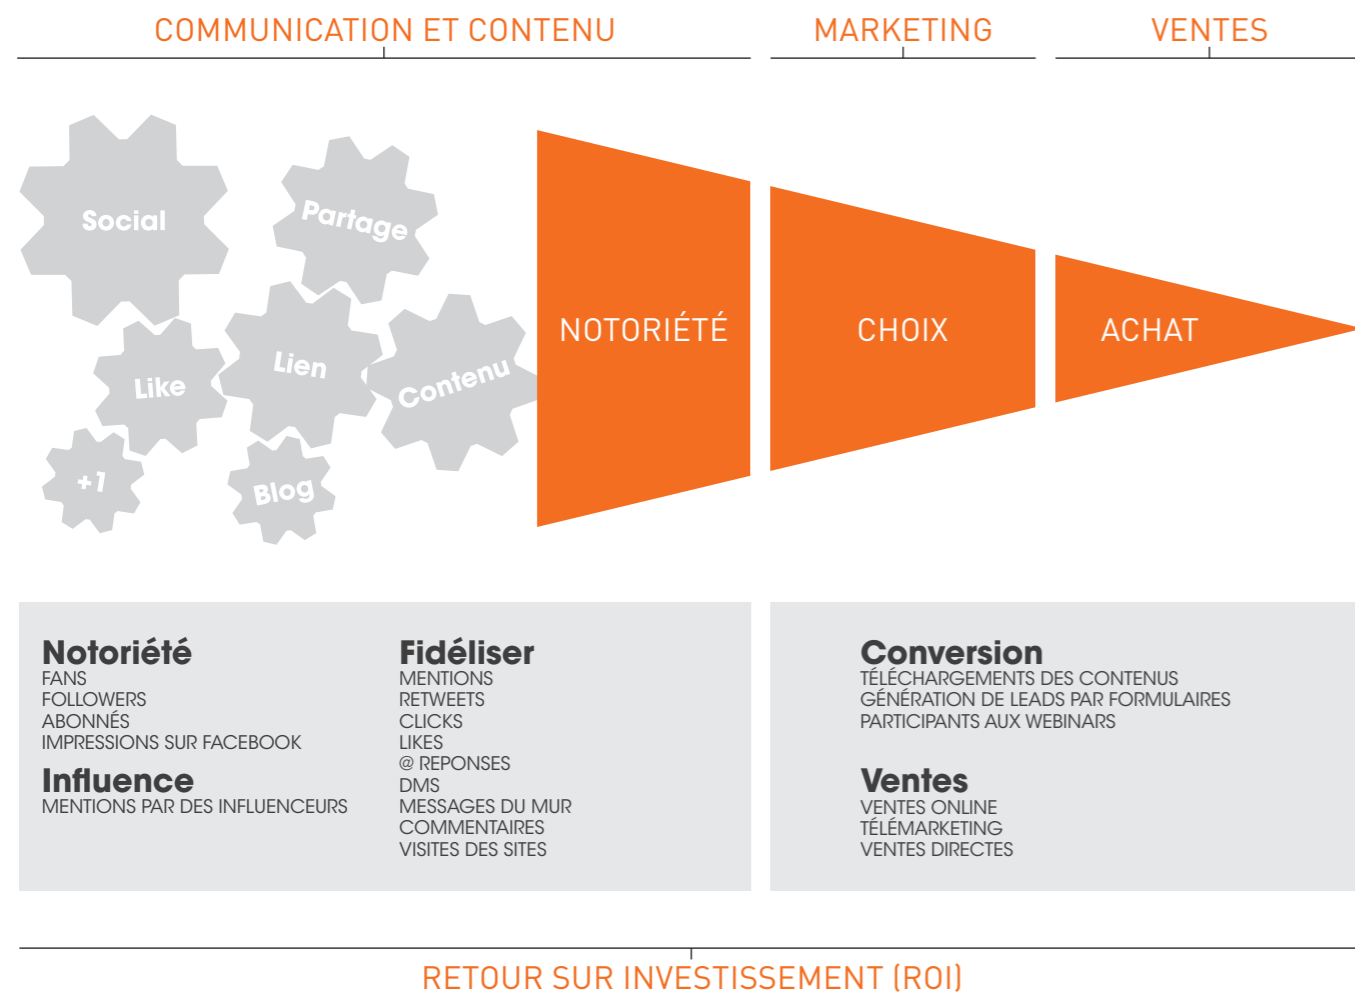 COMMUNICATION ET CONTENU
MARKETING
VENTES
Social
Partage
Like
Lien
Contenu
+1
Blog
NOTORIÉTÉ
CHOIX
ACHAT
Notoriété
FANS
FOLLOWERS
ABONNÉS
IMPRESSIONS SUR FACEBOOK
Influence
MENTIONS PAR DES INFLUENCEURS
Fidéliser
MENTIONS
RETWEETS
CLICKS
LIKES
@ REPONSES
DMS
MESSAGES DU MUR
COMMENTAIRES
VISITES DES SITES
Conversion
TÉLÉCHARGEMENTS DES CONTENUS
GÉNÉRATION DE LEADS PAR FORMULAIRES
PARTICIPANTS AUX WEBINARS
Ventes
VENTES ONLINE
TÉLÉMARKETING
VENTES DIRECTES
RETOUR SUR INVESTISSEMENT (ROI)